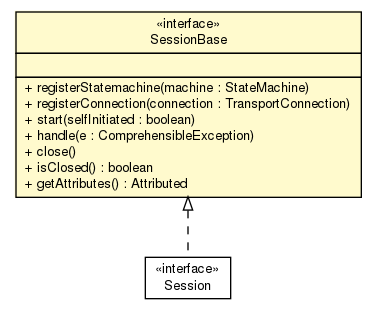 «interface»
SessionBase
+ registerStatemachine(machine : StateMachine)
+ registerConnection(connection : TransportConnection)
+ start(selfInitiated : boolean)
+ handle(e : ComprehensibleException)
+ close()
+ isClosed() : boolean
+ getAttributes() : Attributed
«interface»
Session